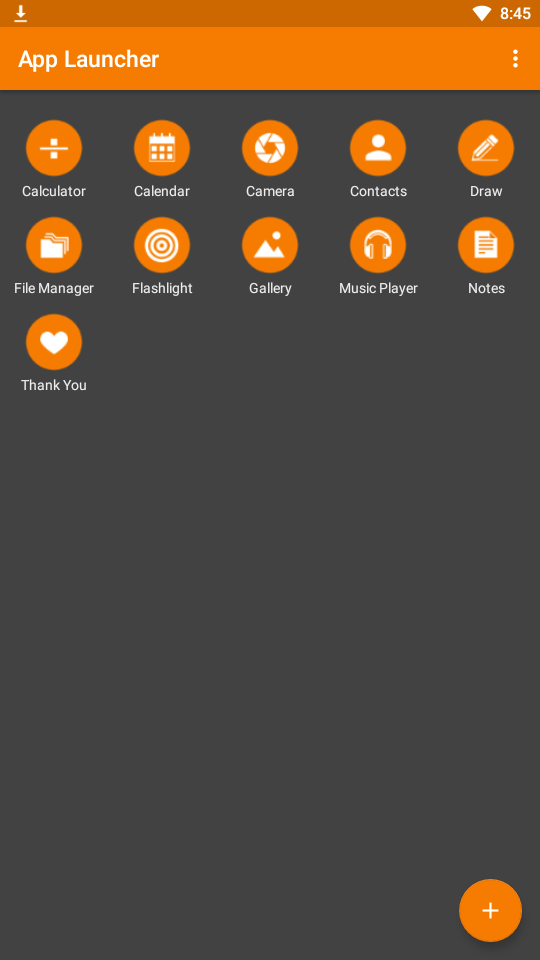 8:45
App Launcher
Calculator Calendar Camera Contacts Draw
File Manager Flashlight Gallery Music Player Notes
Thank You